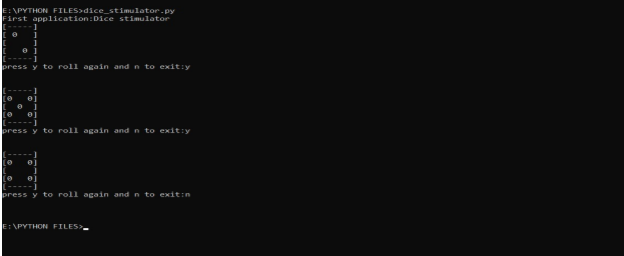 E:\PYTHON FILES>dice_stimulator.py
First application:Dice stimulator
[-----]
[ 0   ]
[     ]
[   0 ]
[-----]
press y to roll again and n to exit:y
[-----]
[0   0]
[  0  ]
[0   0]
[-----]
press y to roll again and n to exit:y
[-----]
[0   0]
[     ]
[0   0]
[-----]
press y to roll again and n to exit:n
E:\PYTHON FILES>